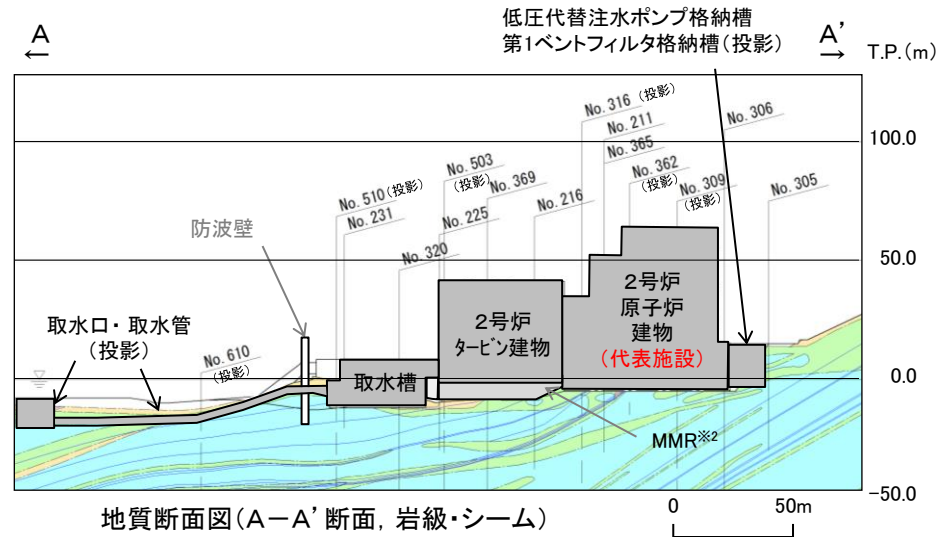 低圧代替注水ポンプ格納槽
第1ベントフィルタ格納槽(投影)
A
←
A’
→
T.P.(m)
No. 316 (投影)
No. 211
No. 306
100.0
No. 503
(投影)
No. 365
No. 510(投影)
No. 369
No. 362
(投影)
No. 309
(投影)
No. 305
No. 231
No. 225
No. 216
防波壁
No. 320
50.0
2号炉
タービン建物
2号炉
原子炉
建物
(代表施設)
取水口・取水管
(投影)
No. 610
(投影)
取水槽
0.0
MMR※2
-50.0
地質断面図(A-A’断面, 岩級・シーム)
0
50m